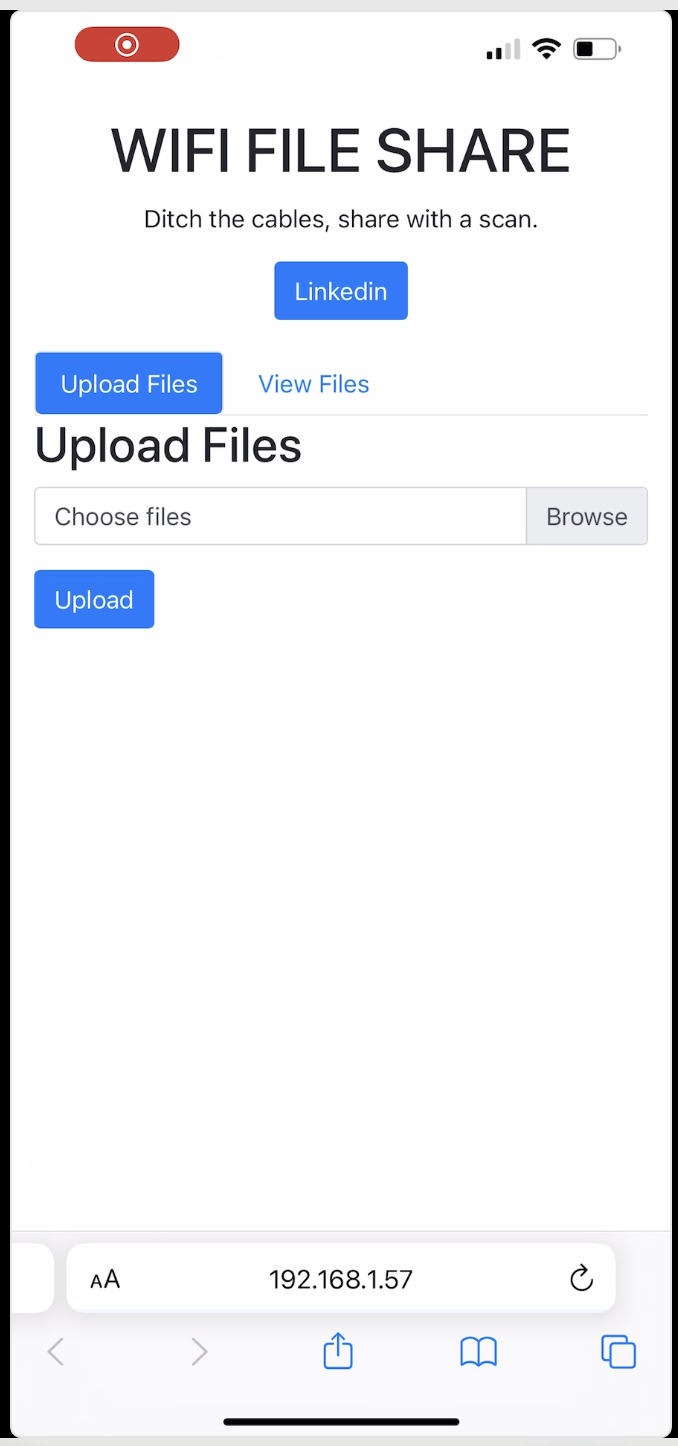 WIFI FILE SHARE
Ditch the cables, share with a scan.
Linkedin
Upload Files View Files
Upload Files
Choose files Browse
Upload
AA 192.168.1.57